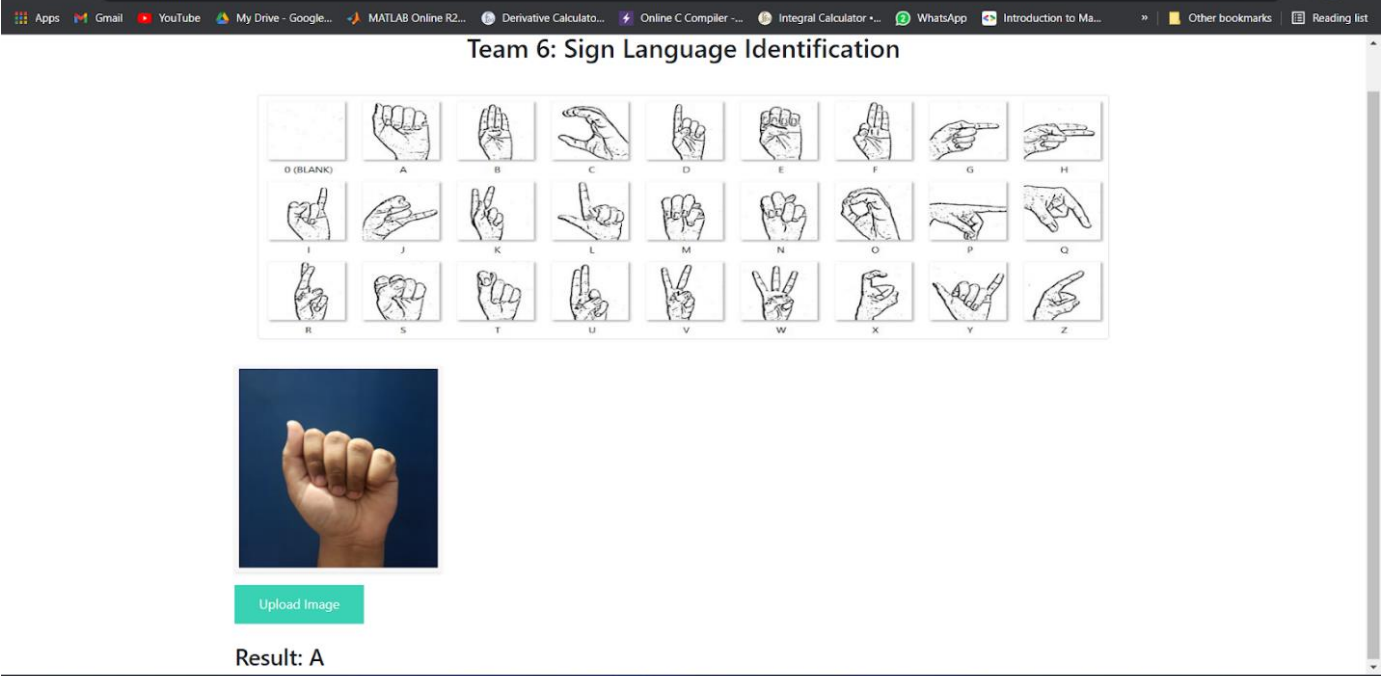 Apps Gmail YouTube My Drive - Google... MATLAB Online R2... Derivative Calculato... Online C Compiler -... Integral Calculator •... WhatsApp Introduction to Ma... » Other bookmarks Reading list
Team 6: Sign Language Identification
0 (BLANK) A B C D E F G H
I J K L M N O P Q
R S T U V W X Y Z
Upload Image
Result: A